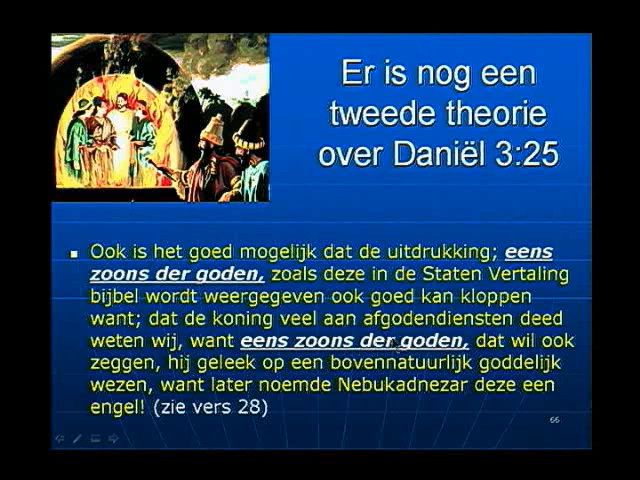 Er is nog een
tweede theorie
over Daniël 3:25
Ook is het goed mogelijk dat de uitdrukking; eens
zoons der goden, zoals deze in de Staten Vertaling
bijbel wordt weergegeven ook goed kan kloppen
want; dat de koning veel aan afgodendiensten deed
weten wij, want eens zoons der goden, dat wil ook
zeggen, hij geleek op een bovennatuurlijk goddelijk
wezen, want later noemde Nebukadnezar deze een
engel! (zie vers 28)
66